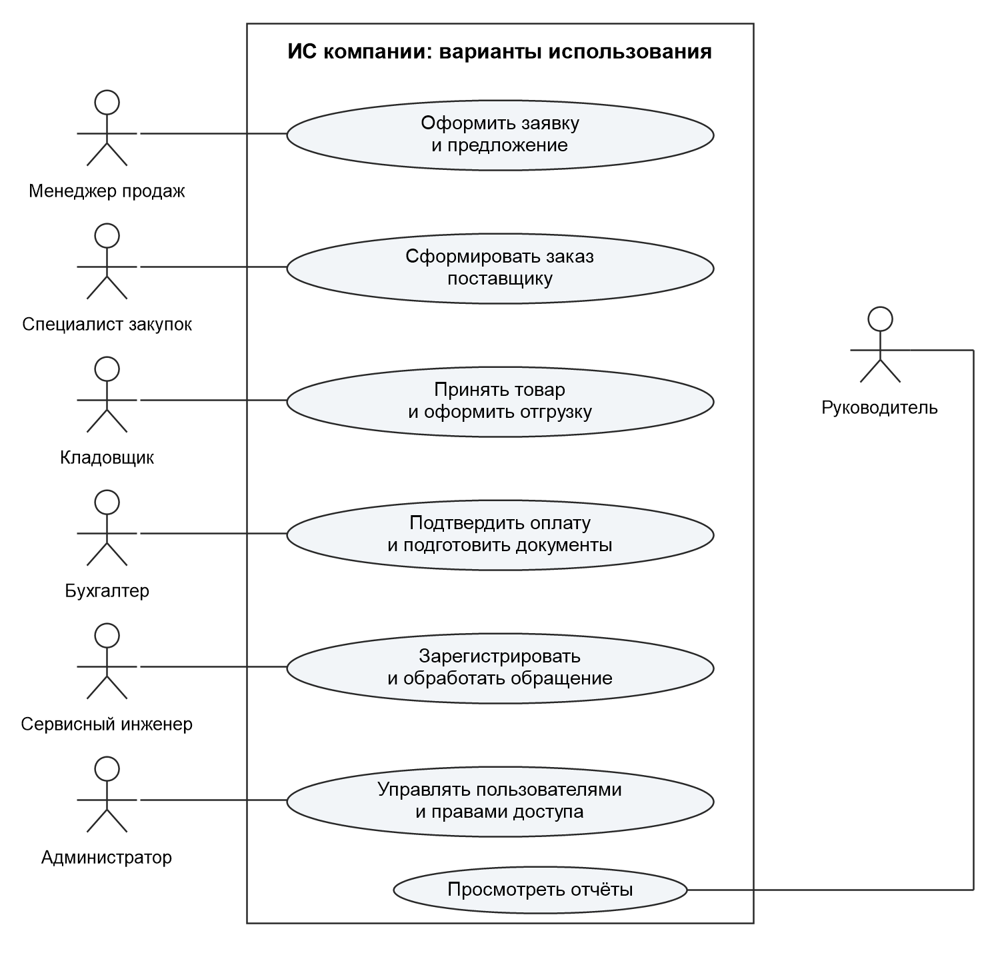 ИС компании: варианты использования
Оформить заявку
и предложение
Менеджер продаж
Сформировать заказ
поставщику
Специалист закупок
Принять товар
и оформить отгрузку
Руководитель
Кладовщик
Подтвердить оплату
и подготовить документы
Бухгалтер
Зарегистрировать
и обработать обращение
Сервисный инженер
Управлять пользователями
и правами доступа
Администратор
Просмотреть отчёты